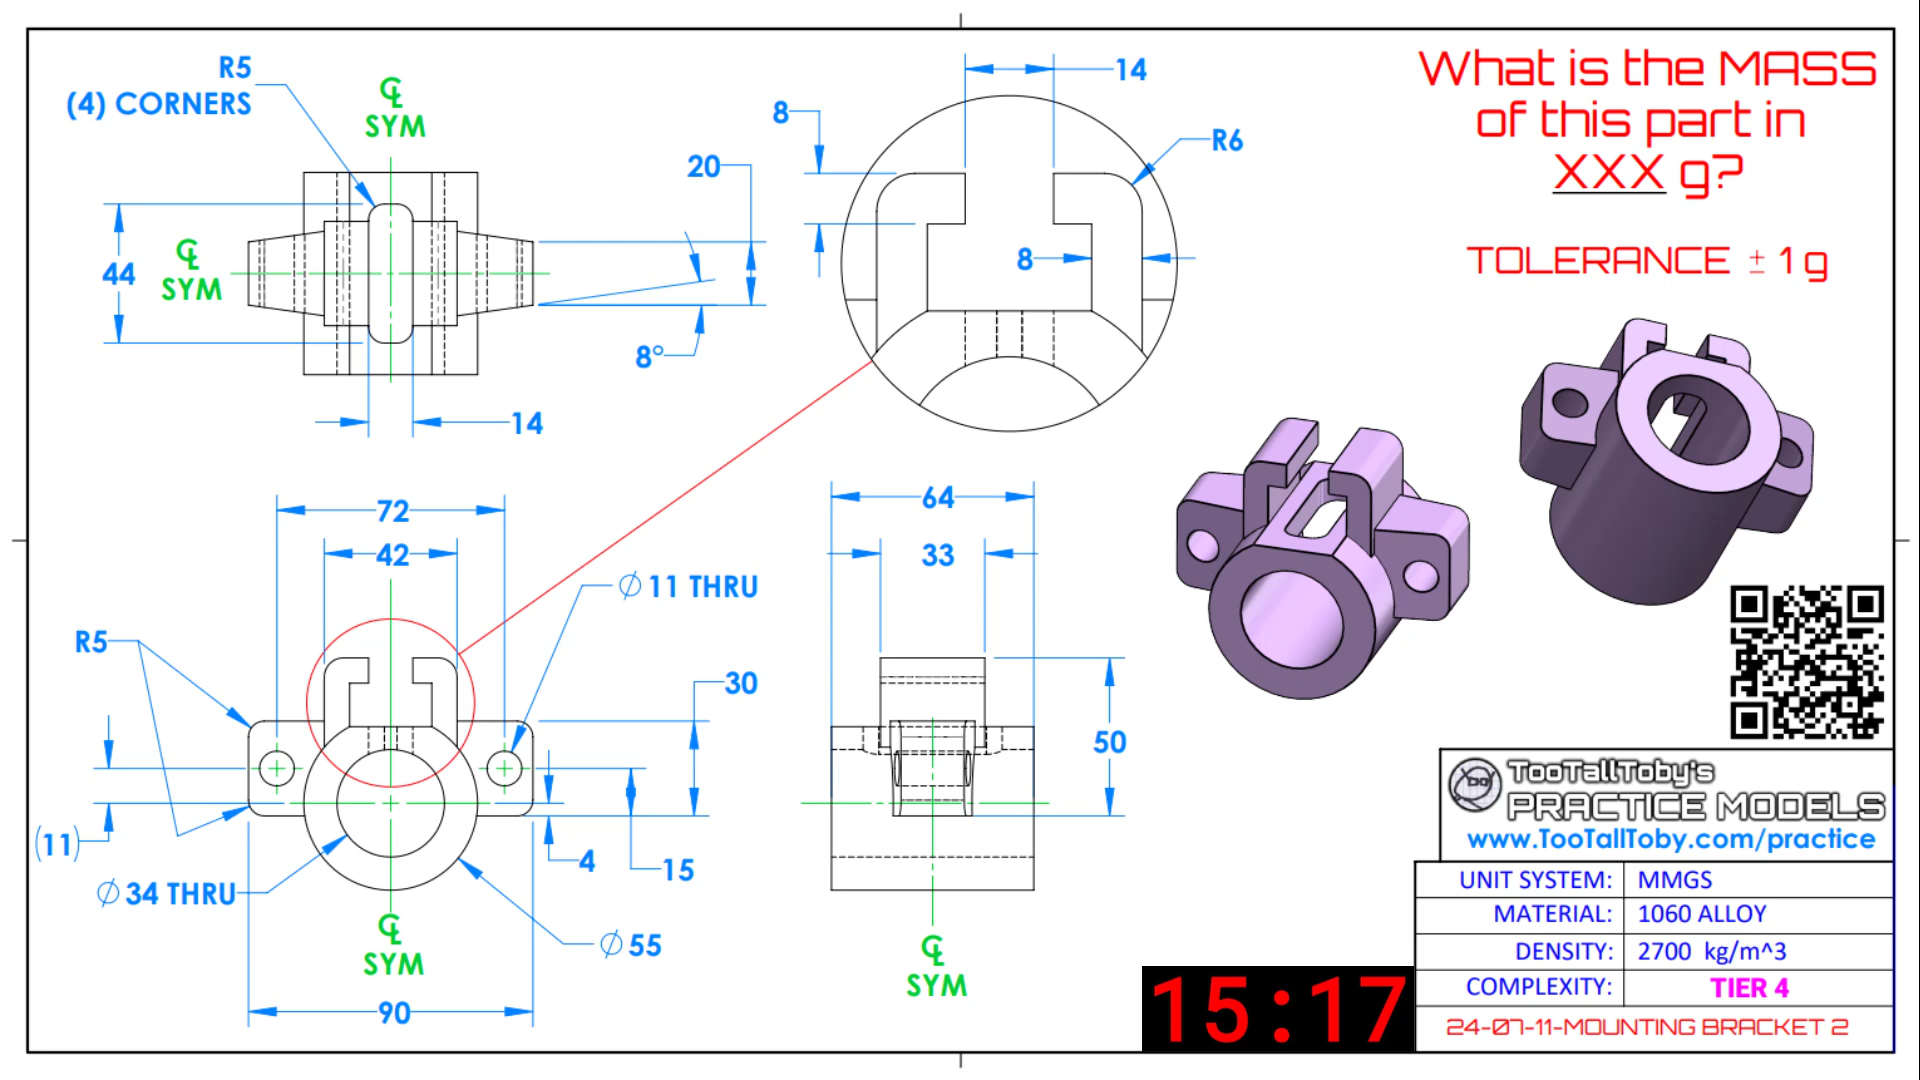 R5
(4) CORNERS
℄
SYM
℄
SYM
44
20
8°
14
14
8
R6
8
What is the MASS
of this part in
XXX g?
TOLERANCE ± 1 g
72
42
∅ 11 THRU
R5
30
(11)
4
15
∅ 34 THRU
∅ 55
℄
SYM
90
64
33
50
℄
SYM
TooTallToby's
PRACTICE MODELS
www.TooTallToby.com/practice
UNIT SYSTEM: MMGS
MATERIAL: 1060 ALLOY
DENSITY: 2700 kg/m^3
COMPLEXITY: TIER 4
24-07-11-MOUNTING BRACKET 2
15:17